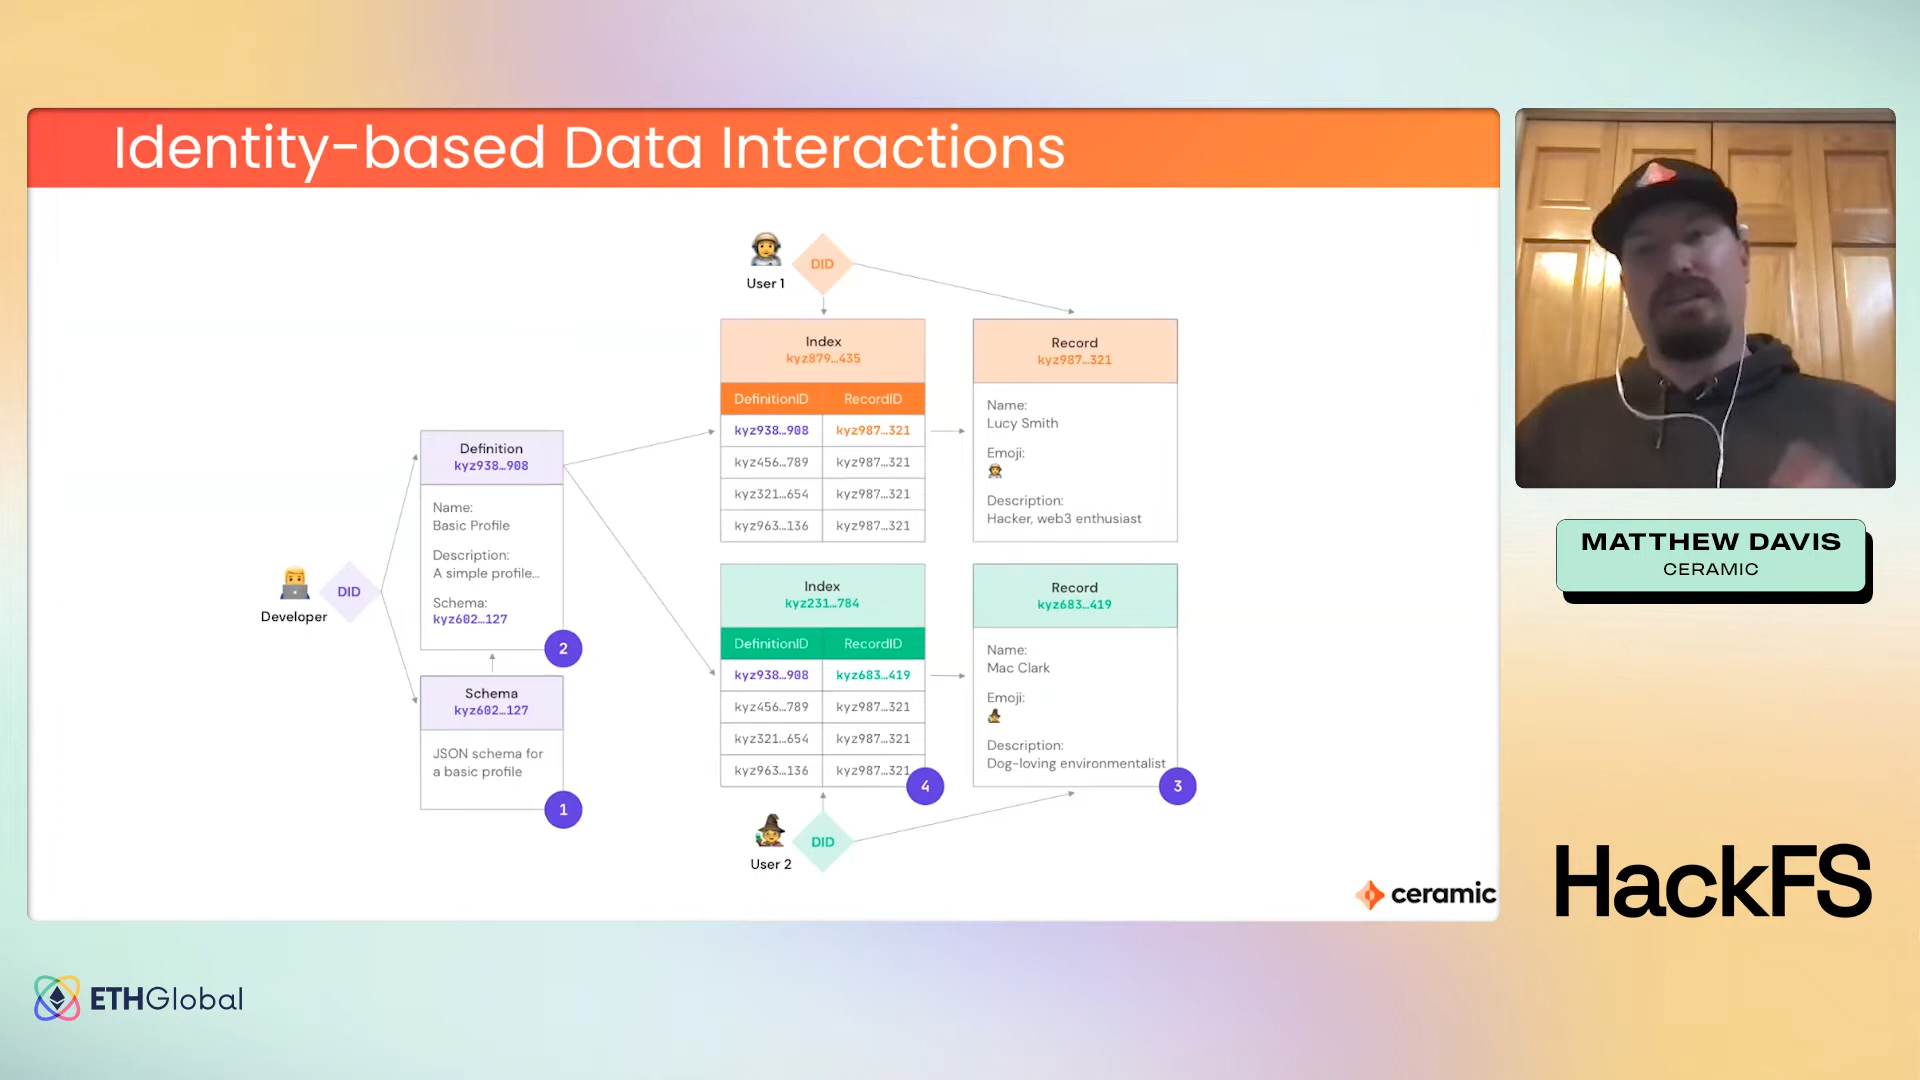 Identity-based Data Interactions
User 1
DID
Index
kyz879…435
DefinitionID RecordID
kyz938…908 kyz987…321
kyz456…789 kyz987…321
kyz321…654 kyz987…321
kyz963…136 kyz987…321
Record
kyz987…321
Name:
Lucy Smith
Emoji:
Description:
Hacker, web3 enthusiast
Developer
DID
Definition
kyz938…908
Name:
Basic Profile
Description:
A simple profile...
Schema:
kyz602…127
2
Schema
kyz602…127
JSON schema for
a basic profile
1
Index
kyz231…784
DefinitionID RecordID
kyz938…908 kyz683…419
kyz456…789 kyz987…321
kyz321…654 kyz987…321
kyz963…136 kyz987…321
4
Record
kyz683…419
Name:
Mac Clark
Emoji:
Description:
Dog-loving environmentalist
3
User 2
DID
ceramic
MATTHEW DAVIS
CERAMIC
HackFS
ETHGlobal